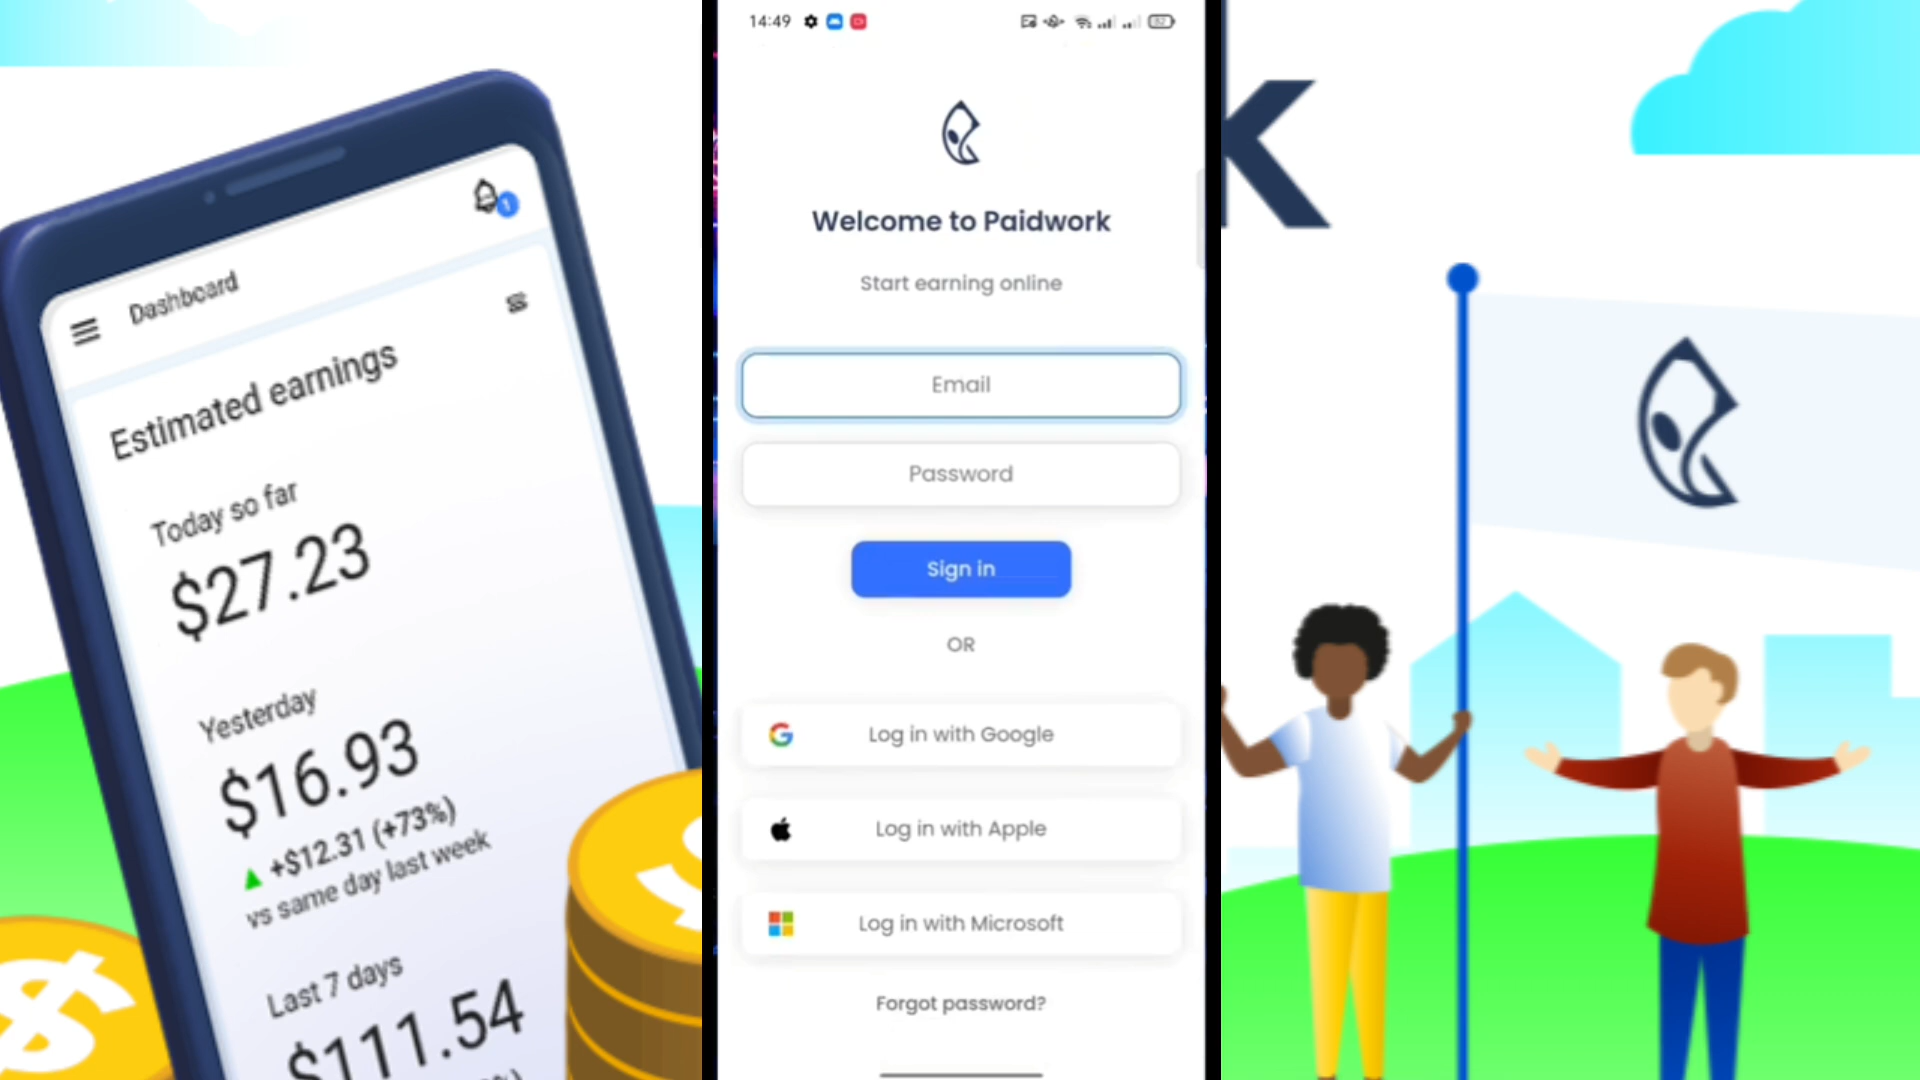 Dashboard
1
Estimated earnings
Today so far
$27.23
Yesterday
$16.93
+$12.31 (+73%)
vs same day last week
Last 7 days
$111.54
14:49
Welcome to Paidwork
Start earning online
Email
Password
Sign in
OR
Log in with Google
Log in with Apple
Log in with Microsoft
Forgot password?
k